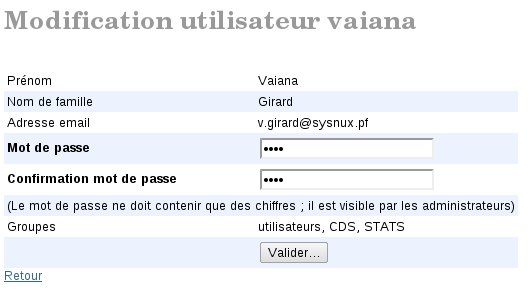 Modification utilisateur vaiana
Prénom Vaiana
Nom de famille Girard
Adresse email v.girard@sysnux.pf
Mot de passe ••••
Confirmation mot de passe ••••
(Le mot de passe ne doit contenir que des chiffres ; il est visible par les administrateurs)
Groupes utilisateurs, CDS, STATS
Valider...
Retour